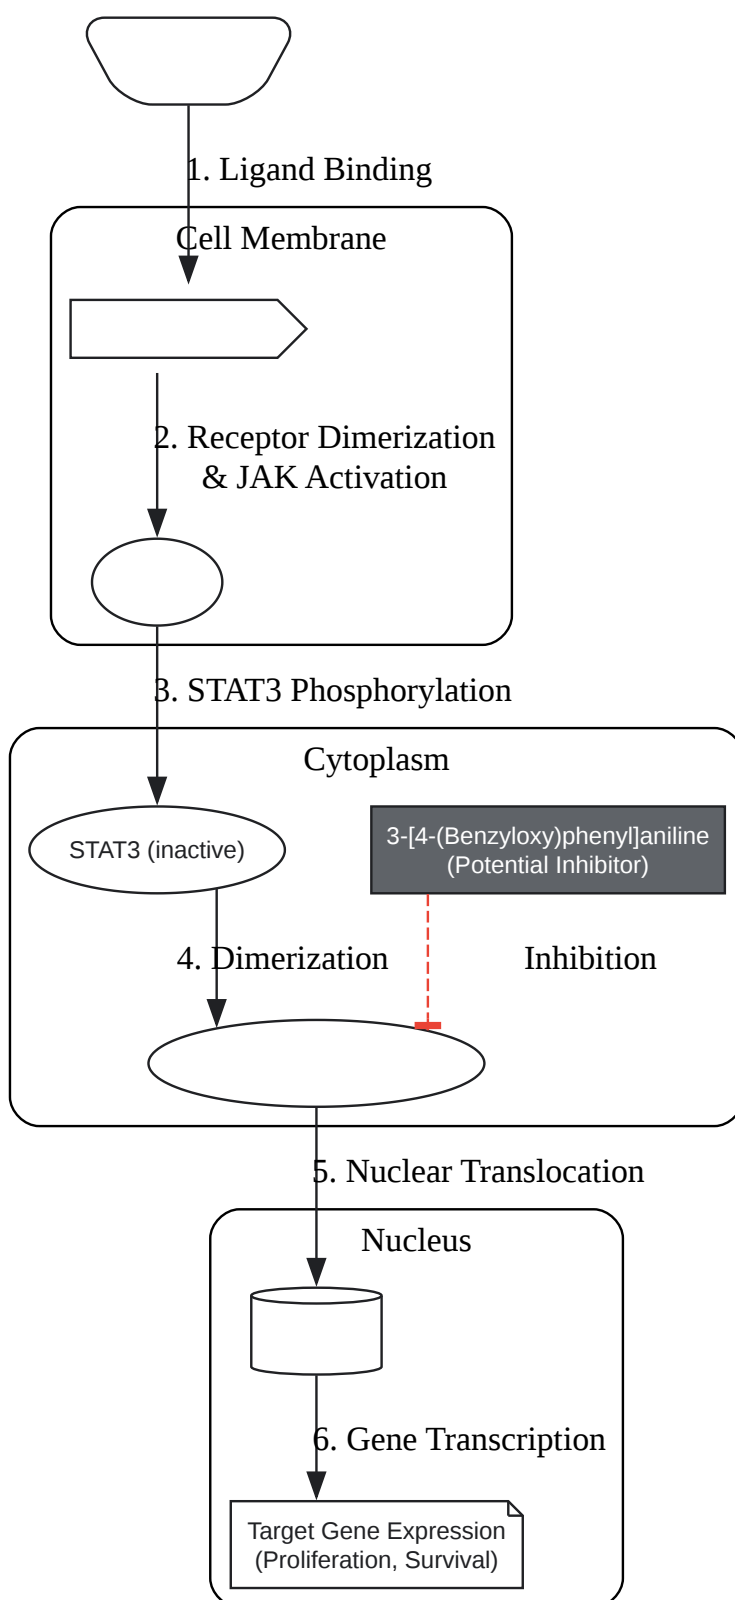 1. Ligand Binding
Cell Membrane
2. Receptor Dimerization
& JAK Activation
3. STAT3 Phosphorylation
Cytoplasm
STAT3 (inactive)
3-[4-(Benzyloxy)phenyl]aniline
(Potential Inhibitor)
4. Dimerization
Inhibition
5. Nuclear Translocation
Nucleus
6. Gene Transcription
Target Gene Expression
(Proliferation, Survival)